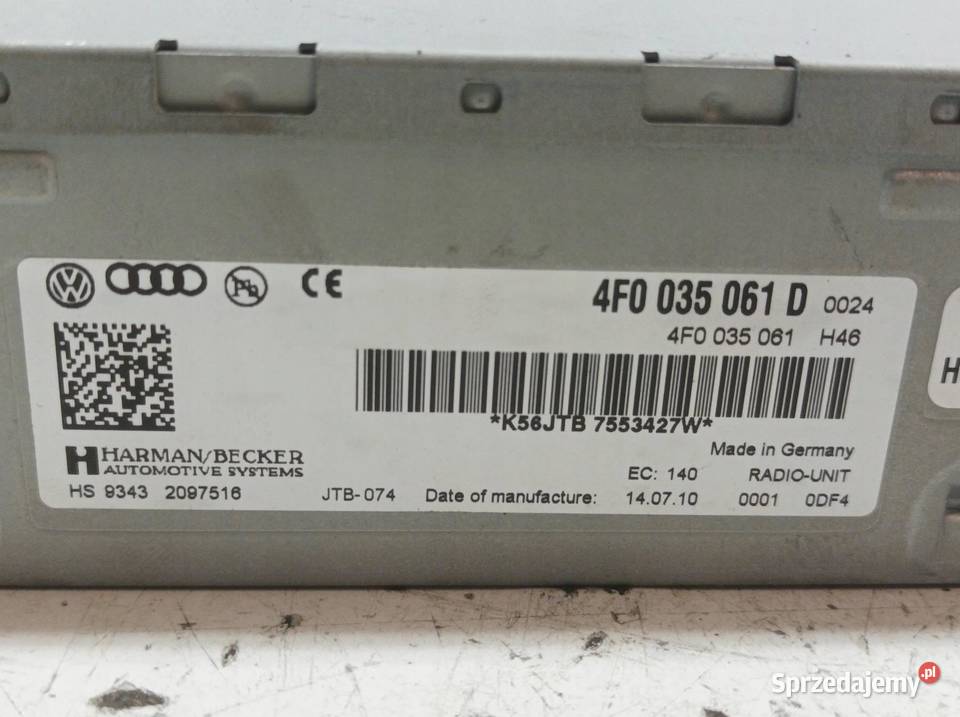 4F0 035 061 D 0024
4F0 035 061 H46
*K56JTB 7553427W*
Made in Germany
HARMAN/BECKER
AUTOMOTIVE SYSTEMS
EC: 140 RADIO-UNIT
HS 9343 2097516 JTB-074 Date of manufacture: 14.07.10 0001 0DF4
H
Sprzedajemy.pl